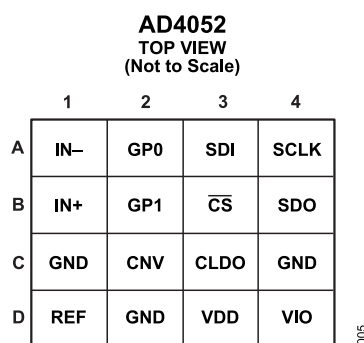 AD4052
TOP VIEW
(Not to Scale)
1 2 3 4
A IN– GP0 SDI SCLK
B IN+ GP1 CS SDO
C GND CNV CLDO GND
D REF GND VDD VIO
005